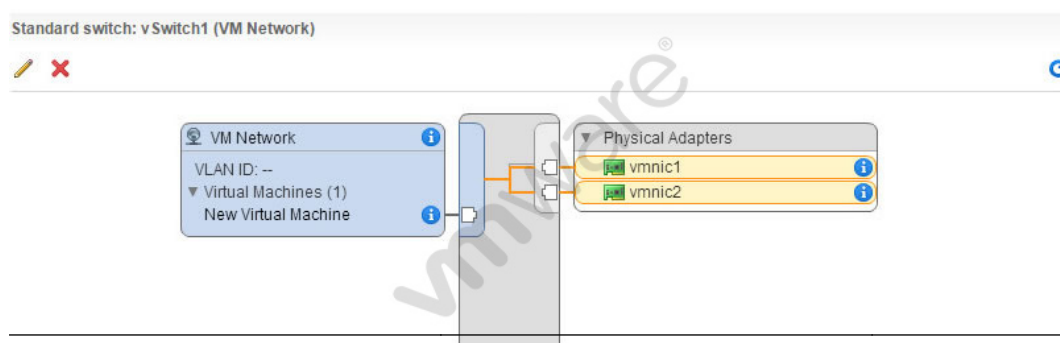 Standard switch: vSwitch1 (VM Network)
VM Network
VLAN ID: --
Virtual Machines (1)
New Virtual Machine
Physical Adapters
vmnic1
vmnic2
vmware®